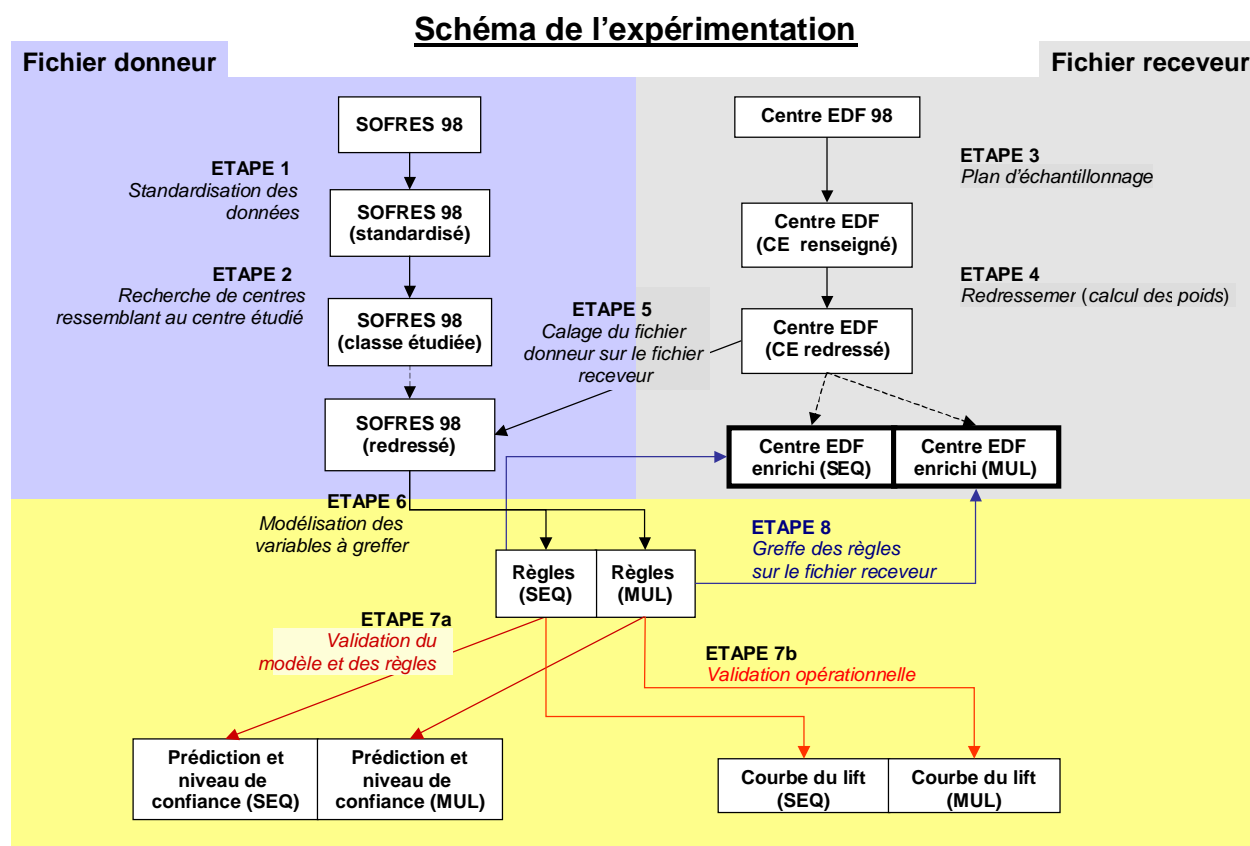 Schéma de l'expérimentation
Fichier donneur
Fichier receveur
SOFRES 98
ETAPE 1
Standardisation des
données
SOFRES 98
(standardisé)
ETAPE 2
Recherche de centres
ressemblant au centre étudié
SOFRES 98
(classe étudiée)
SOFRES 98
(redressé)
Centre EDF 98
ETAPE 3
Plan d'échantillonnage
Centre EDF
(CE renseigné)
ETAPE 4
Redressemer (calcul des poids)
Centre EDF
(CE redressé)
ETAPE 5
Calage du fichier
donneur sur le fichier
receveur
Centre EDF
enrichi (SEQ)
Centre EDF
enrichi (MUL)
ETAPE 6
Modélisation des
variables à greffer
Règles
(SEQ)
Règles
(MUL)
ETAPE 8
Greffe des règles
sur le fichier receveur
ETAPE 7a
Validation du
modèle et des règles
ETAPE 7b
Validation opérationnelle
Prédiction et
niveau de
confiance (SEQ)
Prédiction et
niveau de
confiance (MUL)
Courbe du lift
(SEQ)
Courbe du lift
(MUL)